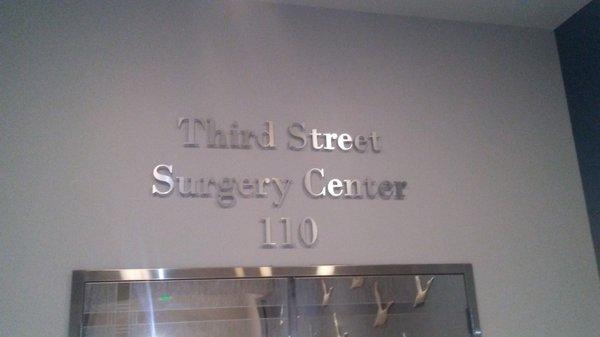 Third Street
Surgery Center
110